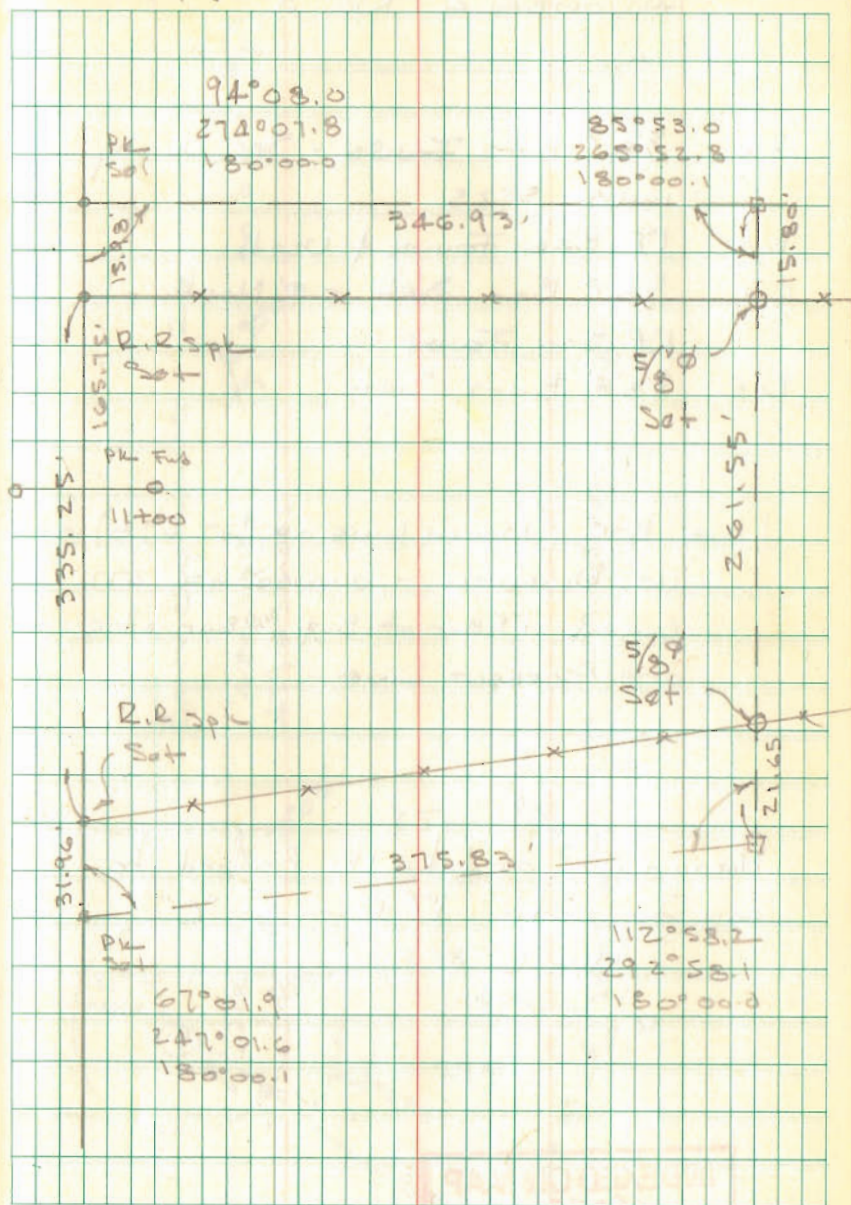 94°08.0
274°07.8
180°00.0
85°53.0
265°52.8
180°00.1
PK
Set
346.93'
15.98'
15.80'
R.R. Spk
Set
165.75'
5/8"φ
Set
PK Fnd
11+00
335.25'
261.55'
5/8"φ
Set
R.R. Spk
Set
21.65
375.83'
31.96'
PK
Set
112°58.2
292°58.1
180°00.0
67°01.9
247°01.6
180°00.1